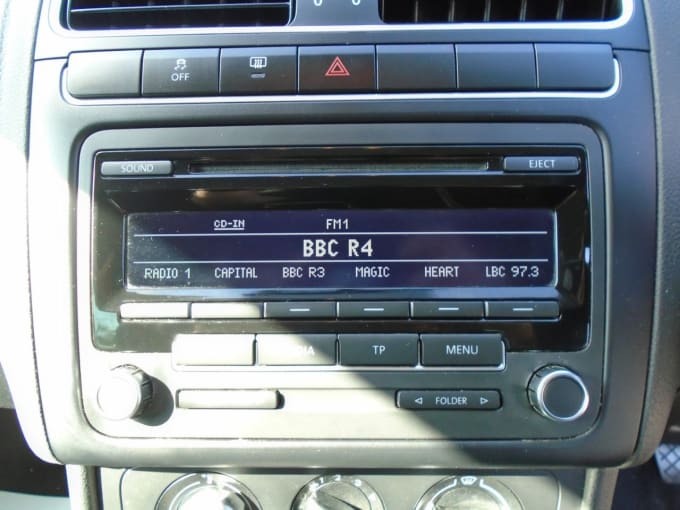 OFF
SOUND
EJECT
CD-IN FM1
BBC R4
RADIO 1 CAPITAL BBC R3 MAGIC HEART LBC 97.3
TP MENU
FOLDER